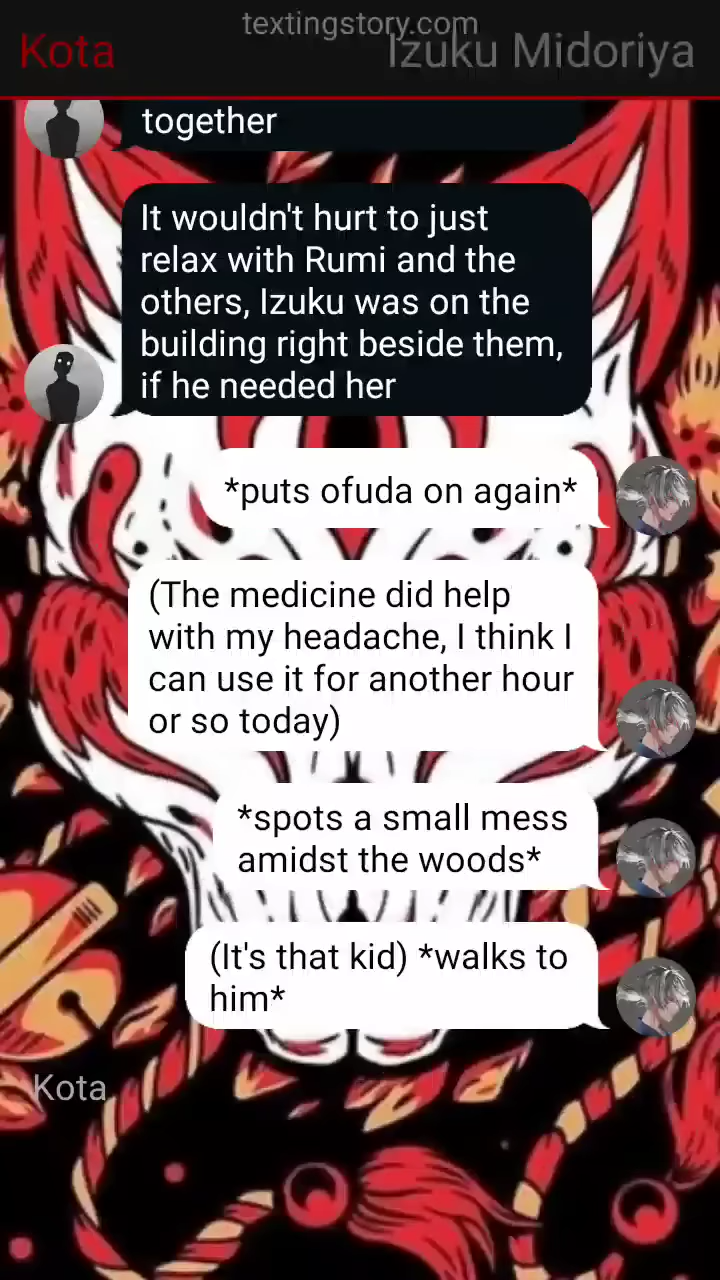 textingstory.com
Kota
Izuku Midoriya
together
It wouldn't hurt to just
relax with Rumi and the
others, Izuku was on the
building right beside them,
if he needed her
*puts ofuda on again*
(The medicine did help
with my headache, I think I
can use it for another hour
or so today)
*spots a small mess
amidst the woods*
(It's that kid) *walks to
him*
Kota